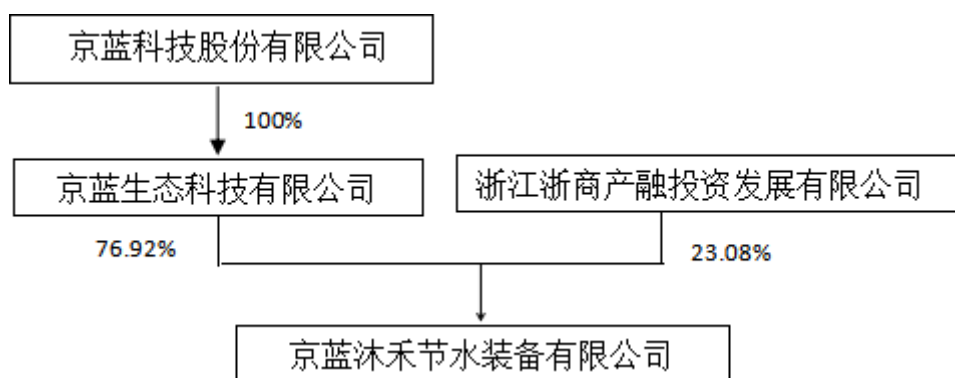 京蓝科技股份有限公司
100%
京蓝生态科技有限公司
浙江浙商产融投资发展有限公司
76.92%
23.08%
京蓝沐禾节水装备有限公司